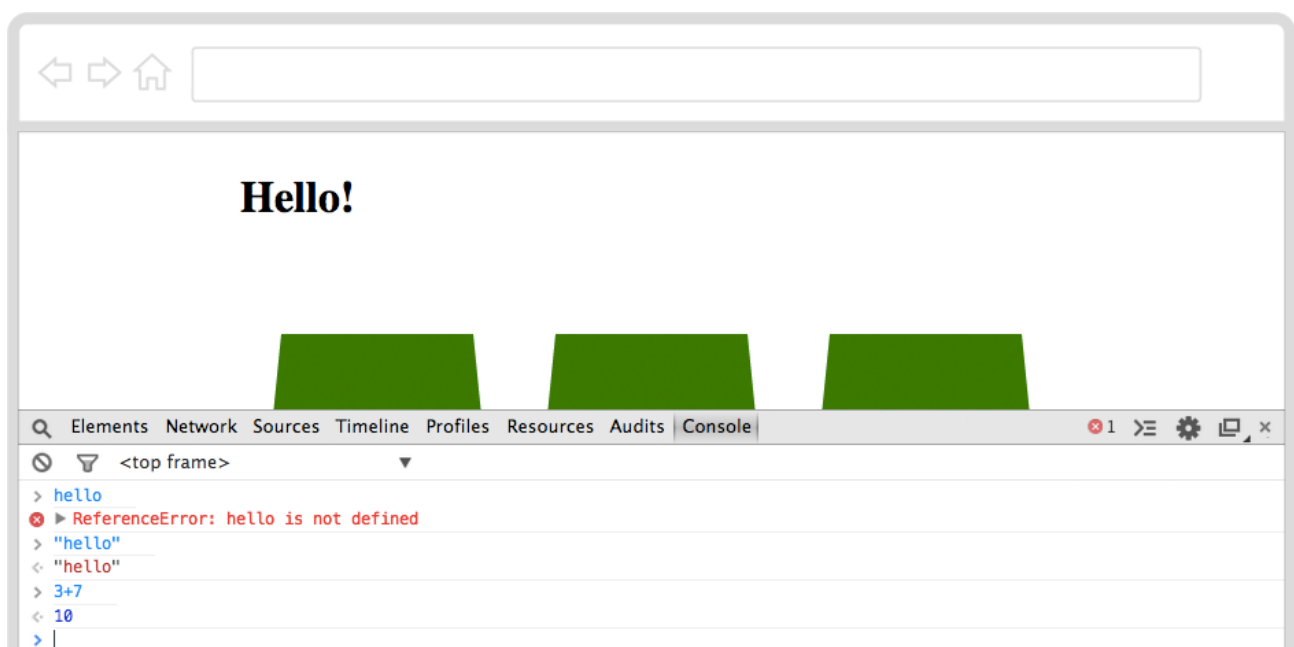 Hello!
Elements Network Sources Timeline Profiles Resources Audits Console 1
<top frame>
> hello
ReferenceError: hello is not defined
> "hello"
"hello"
> 3+7
10
>